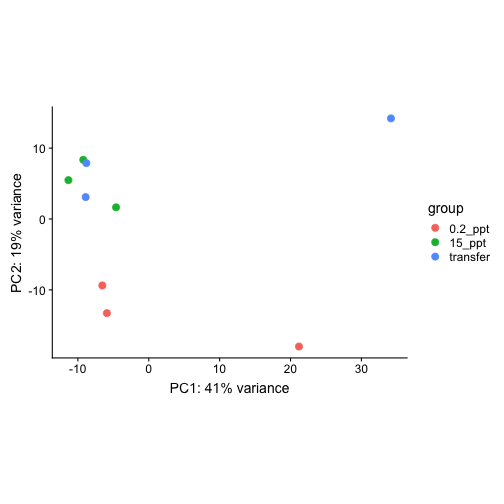 10
0
-10
PC2: 19% variance
-10 0 10 20 30
PC1: 41% variance
group
0.2_ppt
15_ppt
transfer